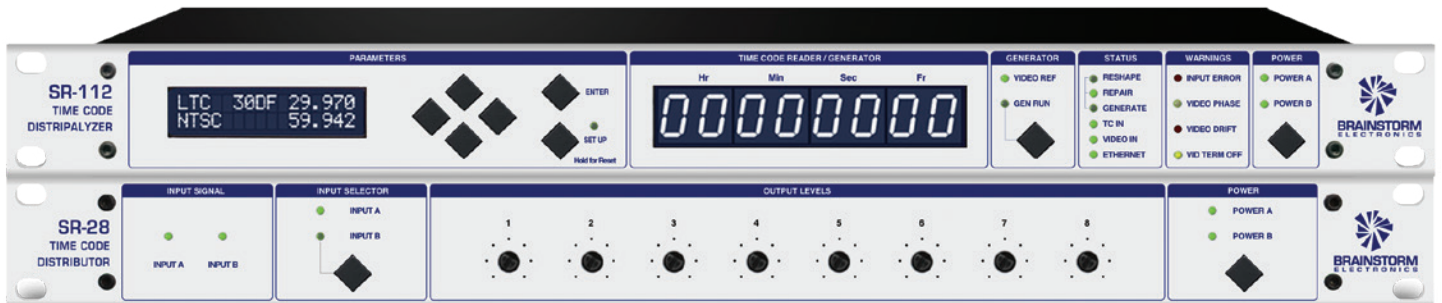 SR-112
TIME CODE
DISTRIPALYZER
PARAMETERS
LTC 30DF 29.970
NTSC 59.942
ENTER
SET UP
Hold for Reset
TIME CODE READER / GENERATOR
Hr Min Sec Fr
00000000
GENERATOR
VIDEO REF
GEN RUN
STATUS
RESHAPE
REPAIR
GENERATE
TC IN
VIDEO IN
ETHERNET
WARNINGS
INPUT ERROR
VIDEO PHASE
VIDEO DRIFT
VID TERM OFF
POWER
POWER A
POWER B
BRAINSTORM
ELECTRONICS
SR-28
TIME CODE
DISTRIBUTOR
INPUT SIGNAL
INPUT A INPUT B
INPUT SELECTOR
INPUT A
INPUT B
OUTPUT LEVELS
1 2 3 4 5 6 7 8
POWER
POWER A
POWER B
BRAINSTORM
ELECTRONICS